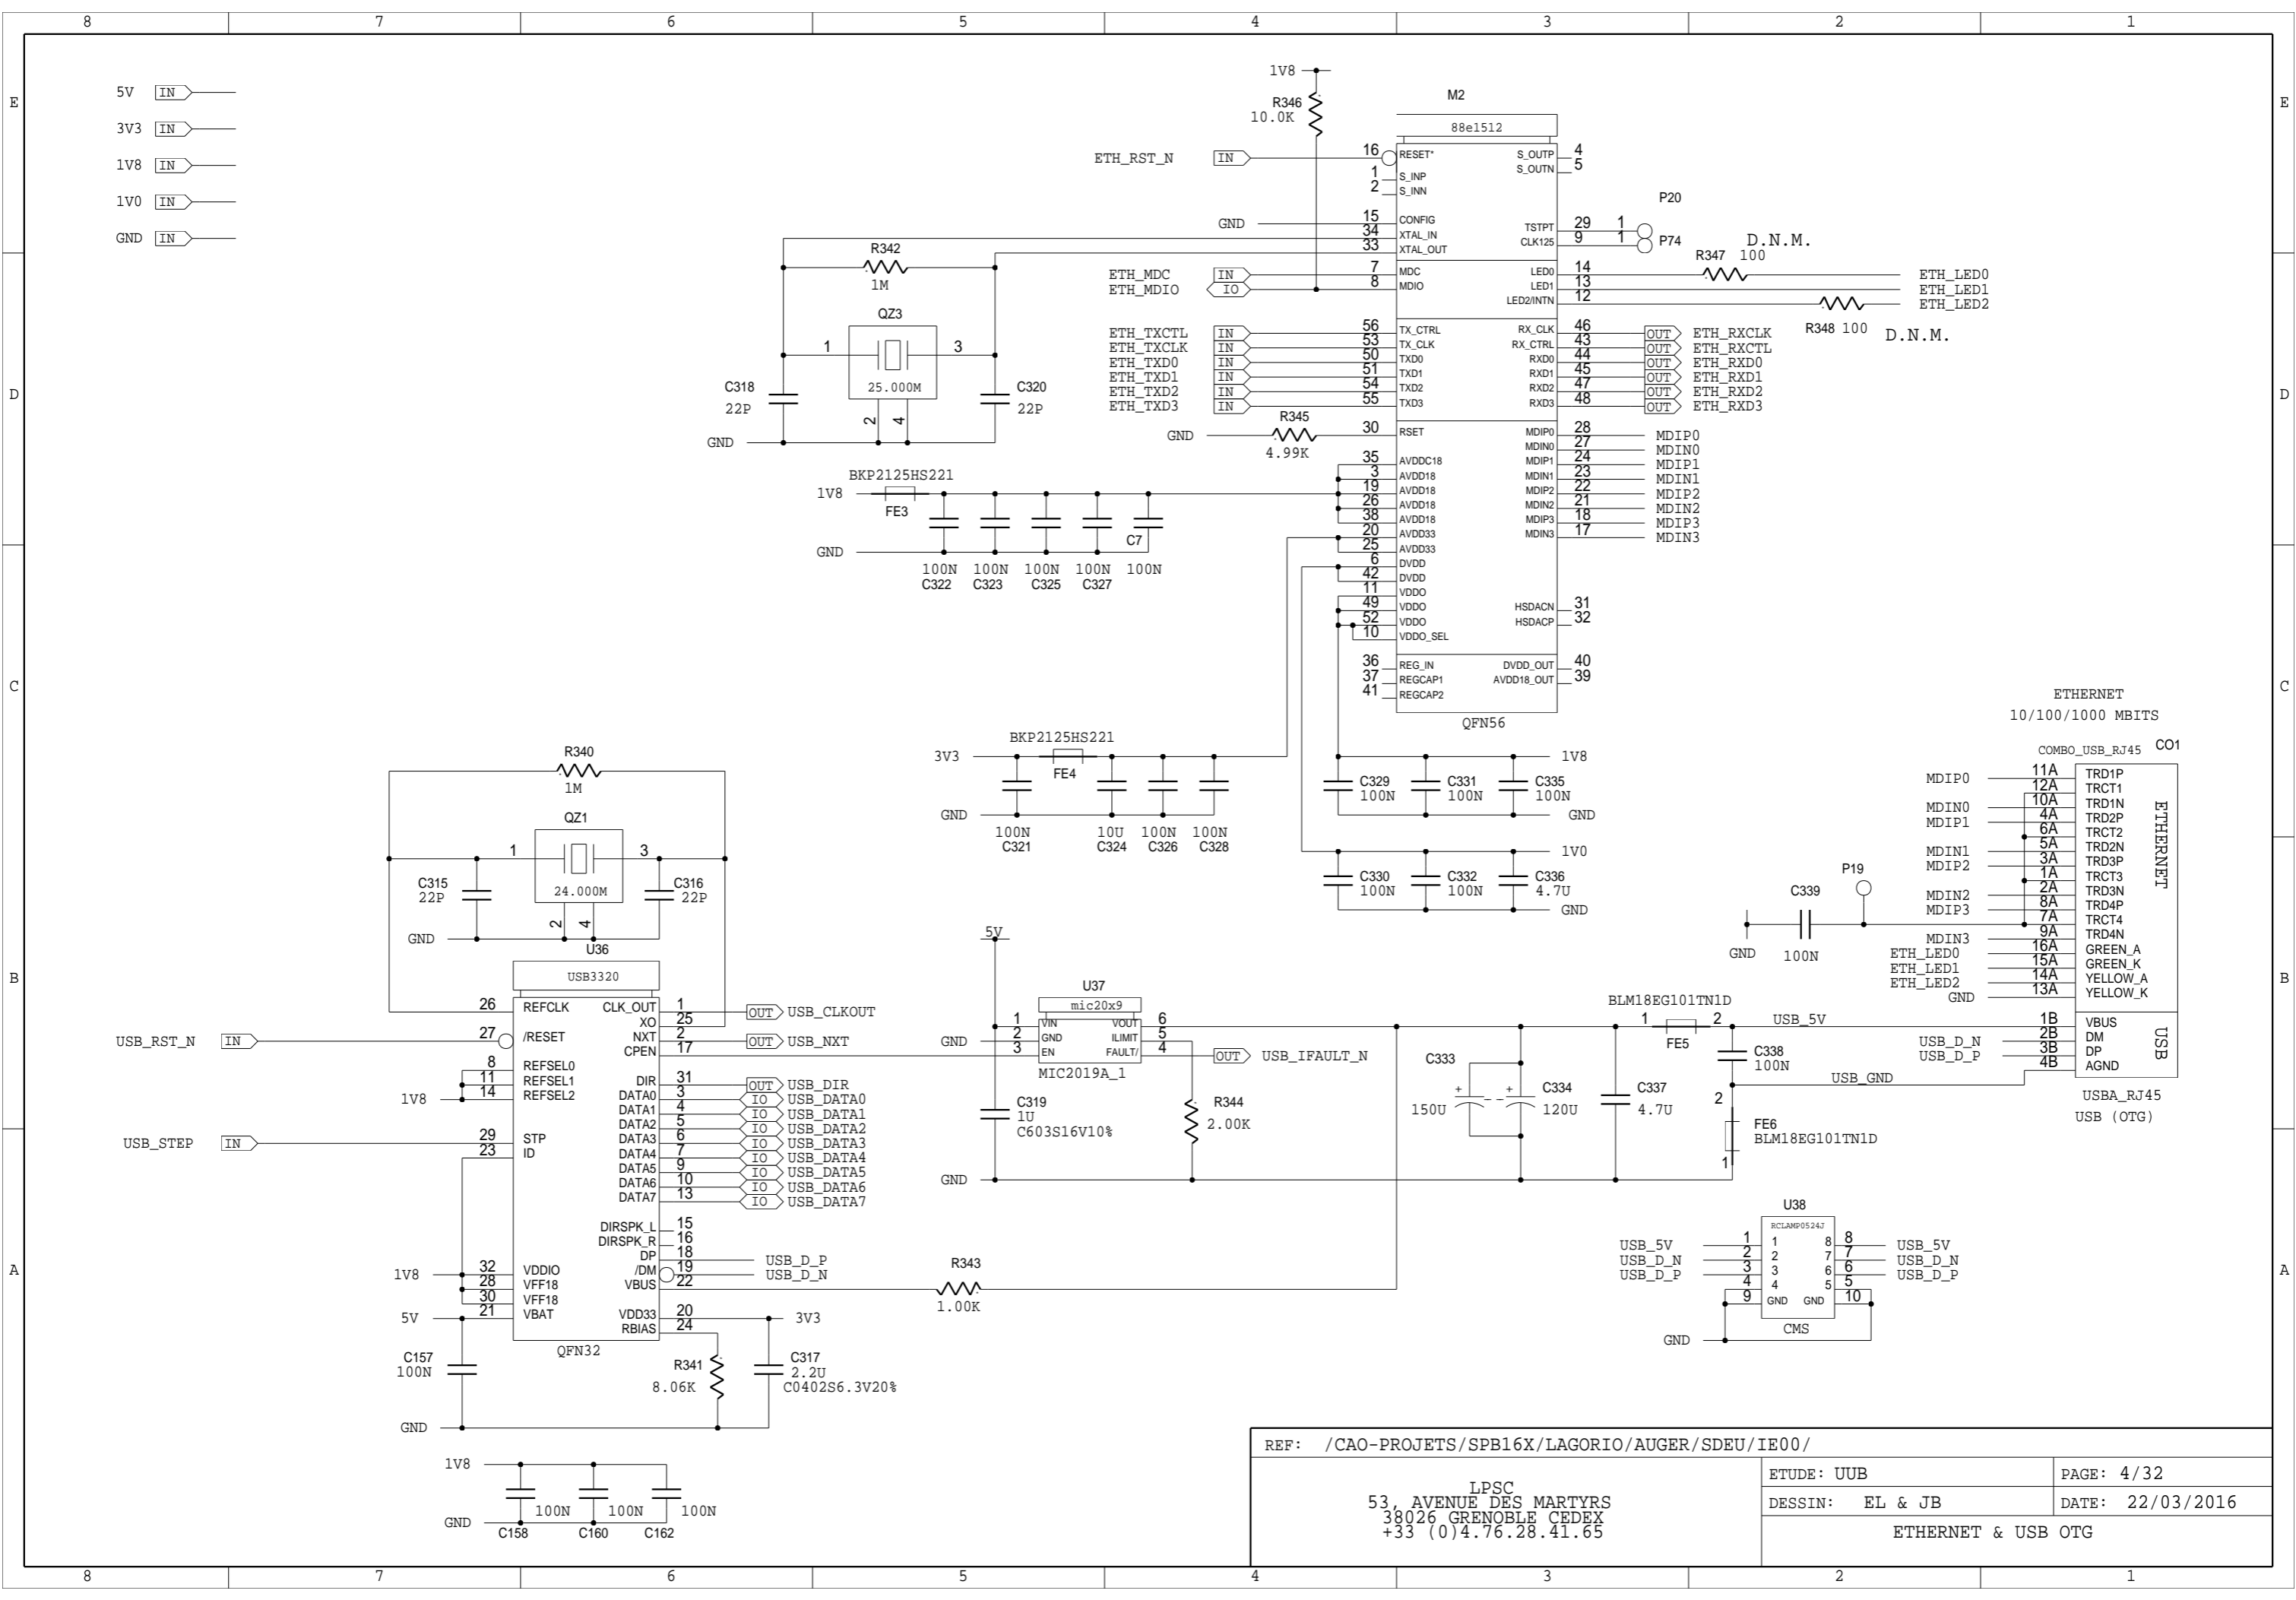 8 7 6 5 4 3 2 1
E
D
C
B
A
5V IN
3V3 IN
1V8 IN
1V0 IN
GND IN
1V8
R346
10.0K
M2
88e1512
ETH_RST_N IN 16 RESET*
1 S_INP
2 S_INN
GND 15 CONFIG
34 XTAL_IN
33 XTAL_OUT
ETH_MDC IN 7 MDC
ETH_MDIO IO 8 MDIO
ETH_TXCTL IN 56 TX_CTRL
ETH_TXCLK IN 53 TX_CLK
ETH_TXD0 IN 50 TXD0
ETH_TXD1 IN 51 TXD1
ETH_TXD2 IN 54 TXD2
ETH_TXD3 IN 55 TXD3
GND R345 30 RSET
4.99K
35 AVDDC18
3 AVDD18
19 AVDD18
26 AVDD18
38 AVDD18
20 AVDD33
25 AVDD33
6 DVDD
42 DVDD
11 VDDO
49 VDDO
52 VDDO
10 VDDO_SEL
36 REG_IN
37 REGCAP1
41 REGCAP2
S_OUTP 4
S_OUTN 5
P20
TSTPT 29 1
CLK125 9 1 P74
D.N.M.
R347 100
LED0 14 ETH_LED0
LED1 13 ETH_LED1
LED2/INTN 12 ETH_LED2
R348 100 D.N.M.
RX_CLK 46 OUT ETH_RXCLK
RX_CTRL 43 OUT ETH_RXCTL
RXD0 44 OUT ETH_RXD0
RXD1 45 OUT ETH_RXD1
RXD2 47 OUT ETH_RXD2
RXD3 48 OUT ETH_RXD3
MDIP0 28 MDIP0
MDIN0 27 MDIN0
MDIP1 24 MDIP1
MDIN1 23 MDIN1
MDIP2 22 MDIP2
MDIN2 21 MDIN2
MDIP3 18 MDIP3
MDIN3 17 MDIN3
HSDACN 31
HSDACP 32
DVDD_OUT 40
AVDD18_OUT 39
QFN56
R342
1M
QZ3
1 3
25.000M
2 4
C318
22P
C320
22P
GND
BKP2125HS221
1V8
FE3
GND
C7
100N 100N 100N 100N 100N
C322 C323 C325 C327
BKP2125HS221
3V3
FE4
GND
100N 10U 100N 100N
C321 C324 C326 C328
1V8
C329 C331 C335
100N 100N 100N
GND
1V0
C330 C332 C336
100N 100N 4.7U
GND
R340
1M
QZ1
1 3
24.000M
2 4
C315
22P
C316
22P
GND
U36
USB3320
26 REFCLK
USB_RST_N IN 27 /RESET
8 REFSEL0
11 REFSEL1
1V8 14 REFSEL2
USB_STEP IN 29 STP
23 ID
1V8 32 VDDIO
28 VFF18
30 VFF18
5V 21 VBAT
CLK_OUT 1 OUT USB_CLKOUT
XO 25
NXT 2 OUT USB_NXT
CPEN 17
DIR 31 OUT USB_DIR
DATA0 3 IO USB_DATA0
DATA1 4 IO USB_DATA1
DATA2 5 IO USB_DATA2
DATA3 6 IO USB_DATA3
DATA4 7 IO USB_DATA4
DATA5 9 IO USB_DATA5
DATA6 10 IO USB_DATA6
DATA7 13 IO USB_DATA7
DIRSPK_L 15
DIRSPK_R 16
DP 18 USB_D_P
/DM 19 USB_D_N
VBUS 22
VDD33 20 3V3
RBIAS 24
QFN32
C157
100N
R341
8.06K
C317
2.2U
C0402S6.3V20%
GND
1V8
100N 100N 100N
GND
C158 C160 C162
R343
1.00K
5V
U37
mic20x9
1 VIN
GND 2 GND
3 EN
VOUT 6
ILIMIT 5
FAULT/ 4 OUT USB_IFAULT_N
MIC2019A_1
C319
1U
C603S16V10%
R344
2.00K
GND
C333
150U
+ +
C334
120U
C337
4.7U
BLM18EG101TN1D
1 2
FE5
USB_5V
C338
100N
USB_GND
2
FE6
BLM18EG101TN1D
1
GND
C339
100N
P19
ETHERNET
10/100/1000 MBITS
COMBO_USB_RJ45 CO1
MDIP0 11A TRD1P
12A TRCT1
MDIN0 10A TRD1N
MDIP1 4A TRD2P
6A TRCT2
MDIN1 5A TRD2N
MDIP2 3A TRD3P
1A TRCT3
MDIN2 2A TRD3N
MDIP3 8A TRD4P
7A TRCT4
MDIN3 9A TRD4N
ETH_LED0 16A GREEN_A
ETH_LED1 15A GREEN_K
ETH_LED2 14A YELLOW_A
GND 13A YELLOW_K
ETHERNET
1B VBUS
USB_D_N 2B DM
USB_D_P 3B DP
4B AGND
USB
USBA_RJ45
USB (OTG)
U38
RCLAMP0524J
USB_5V 1 1 8 8 USB_5V
USB_D_N 2 2 7 7 USB_D_N
USB_D_P 3 3 6 6 USB_D_P
4 4 5 5
9 GND GND 10
CMS
GND
REF: /CAO-PROJETS/SPB16X/LAGORIO/AUGER/SDEU/IE00/
LPSC
53, AVENUE DES MARTYRS
38026 GRENOBLE CEDEX
+33 (0)4.76.28.41.65
ETUDE: UUB
PAGE: 4/32
DESSIN: EL & JB
DATE: 22/03/2016
ETHERNET & USB OTG
E
D
C
B
A
8 7 6 5 4 3 2 1